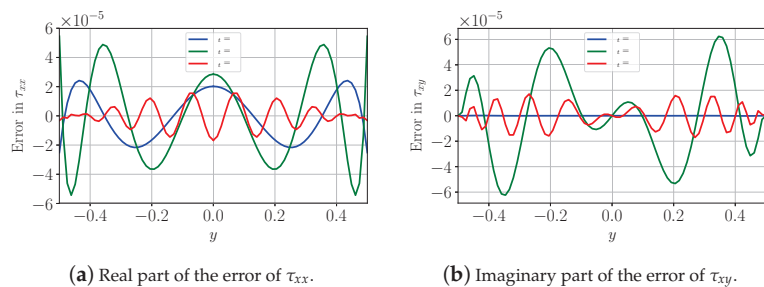 ×10⁻⁵
6
4
2
0
−2
−4
−6
Error in τxx
t =
t =
t =
−0.4 −0.2 0.0 0.2 0.4
y
(a) Real part of the error of τxx.
×10⁻⁵
6
4
2
0
−2
−4
−6
Error in τxy
t =
t =
t =
−0.4 −0.2 0.0 0.2 0.4
y
(b) Imaginary part of the error of τxy.